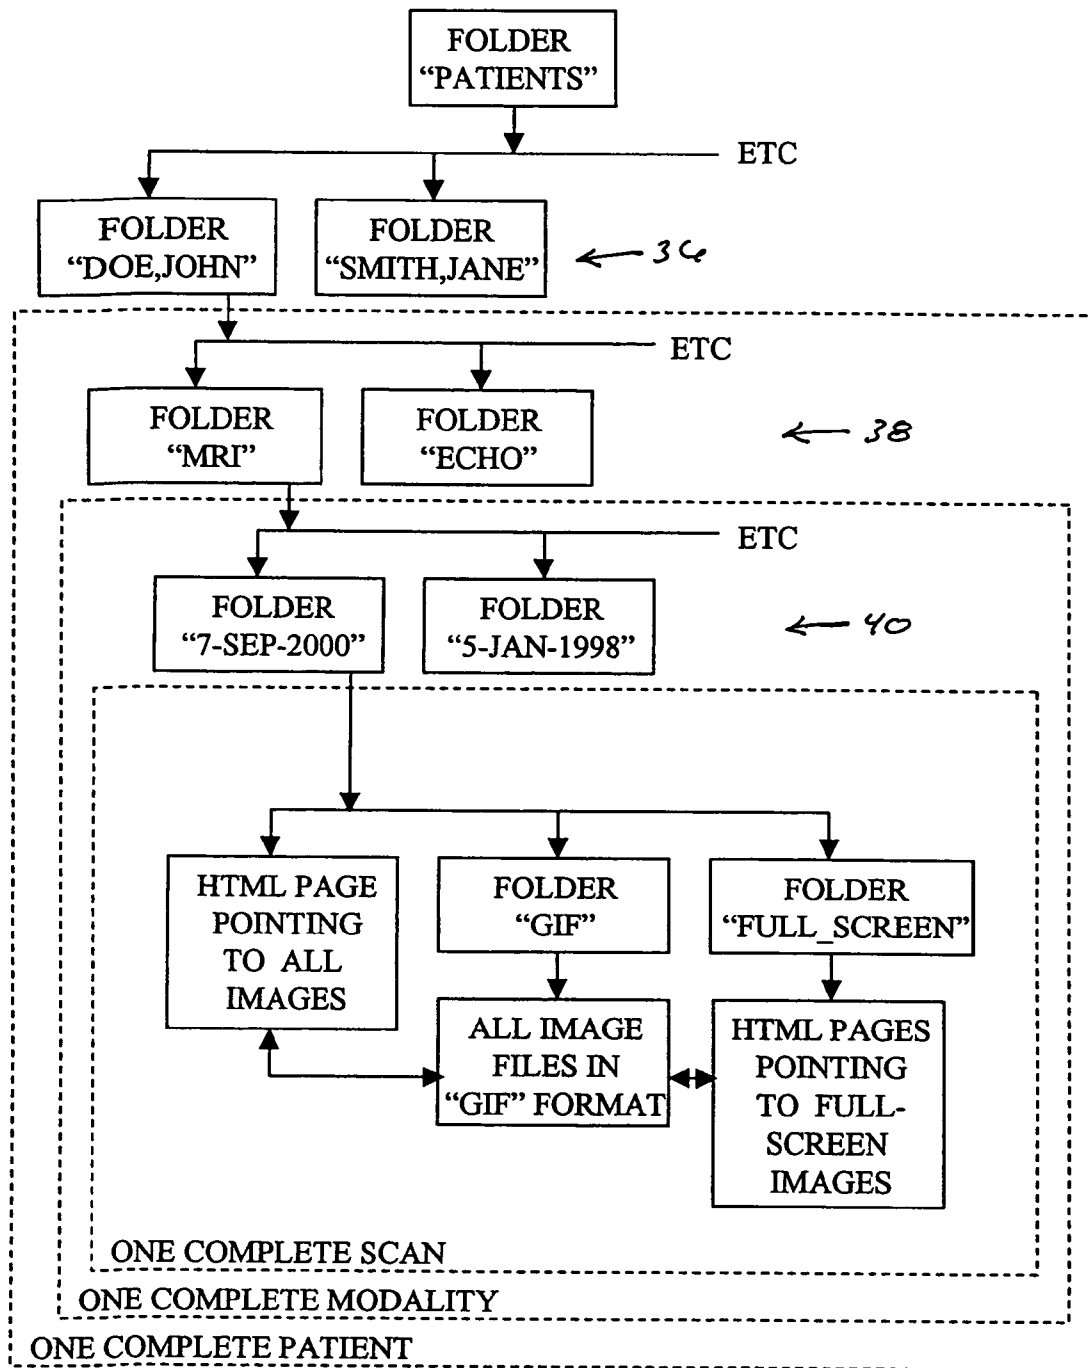 FOLDER
“PATIENTS”
ETC
FOLDER
“DOE,JOHN”
FOLDER
“SMITH,JANE”
36
ETC
FOLDER
“MRI”
FOLDER
“ECHO”
38
ETC
FOLDER
“7-SEP-2000”
FOLDER
“5-JAN-1998”
40
HTML PAGE
POINTING
TO ALL
IMAGES
FOLDER
“GIF”
FOLDER
“FULL_SCREEN”
ALL IMAGE
FILES IN
“GIF” FORMAT
HTML PAGES
POINTING
TO FULL-
SCREEN
IMAGES
ONE COMPLETE SCAN
ONE COMPLETE MODALITY
ONE COMPLETE PATIENT